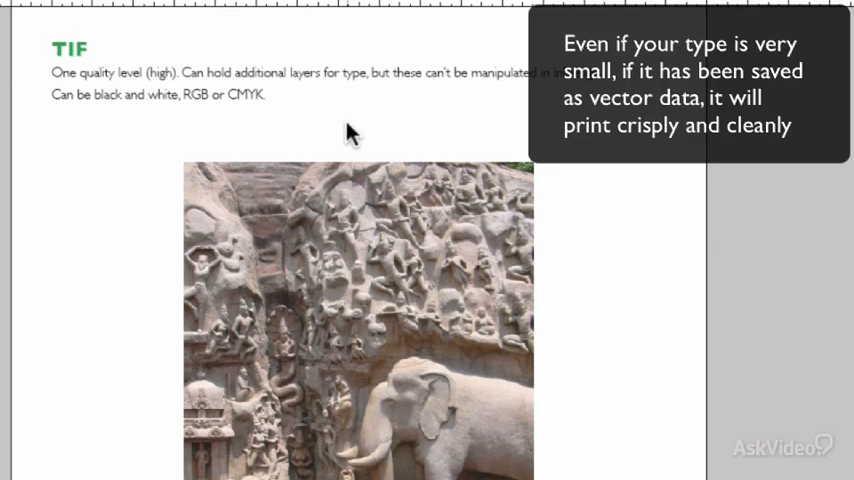 TIF
One quality level (high). Can hold additional layers for type, but these can't be manipulated in
Can be black and white, RGB or CMYK.
Even if your type is very
small, if it has been saved
as vector data, it will
print crisply and cleanly
AskVideo